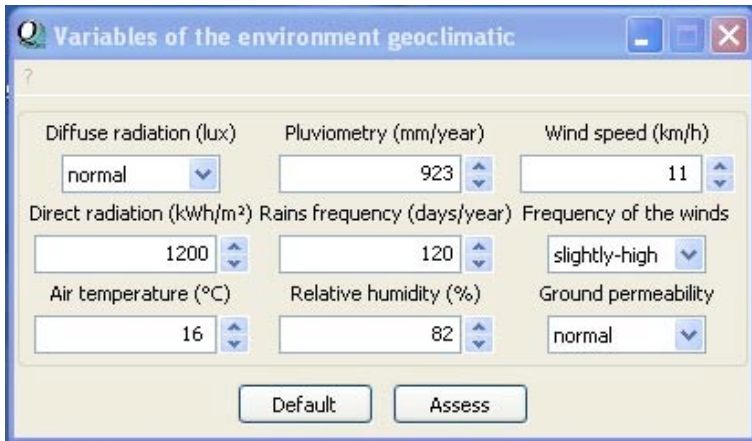 Variables of the environment geoclimatic
?
Diffuse radiation (lux) Pluviometry (mm/year) Wind speed (km/h)
normal 923 11
Direct radiation (kWh/m²) Rains frequency (days/year) Frequency of the winds
1200 120 slightly-high
Air temperature (°C) Relative humidity (%) Ground permeability
16 82 normal
Default Assess